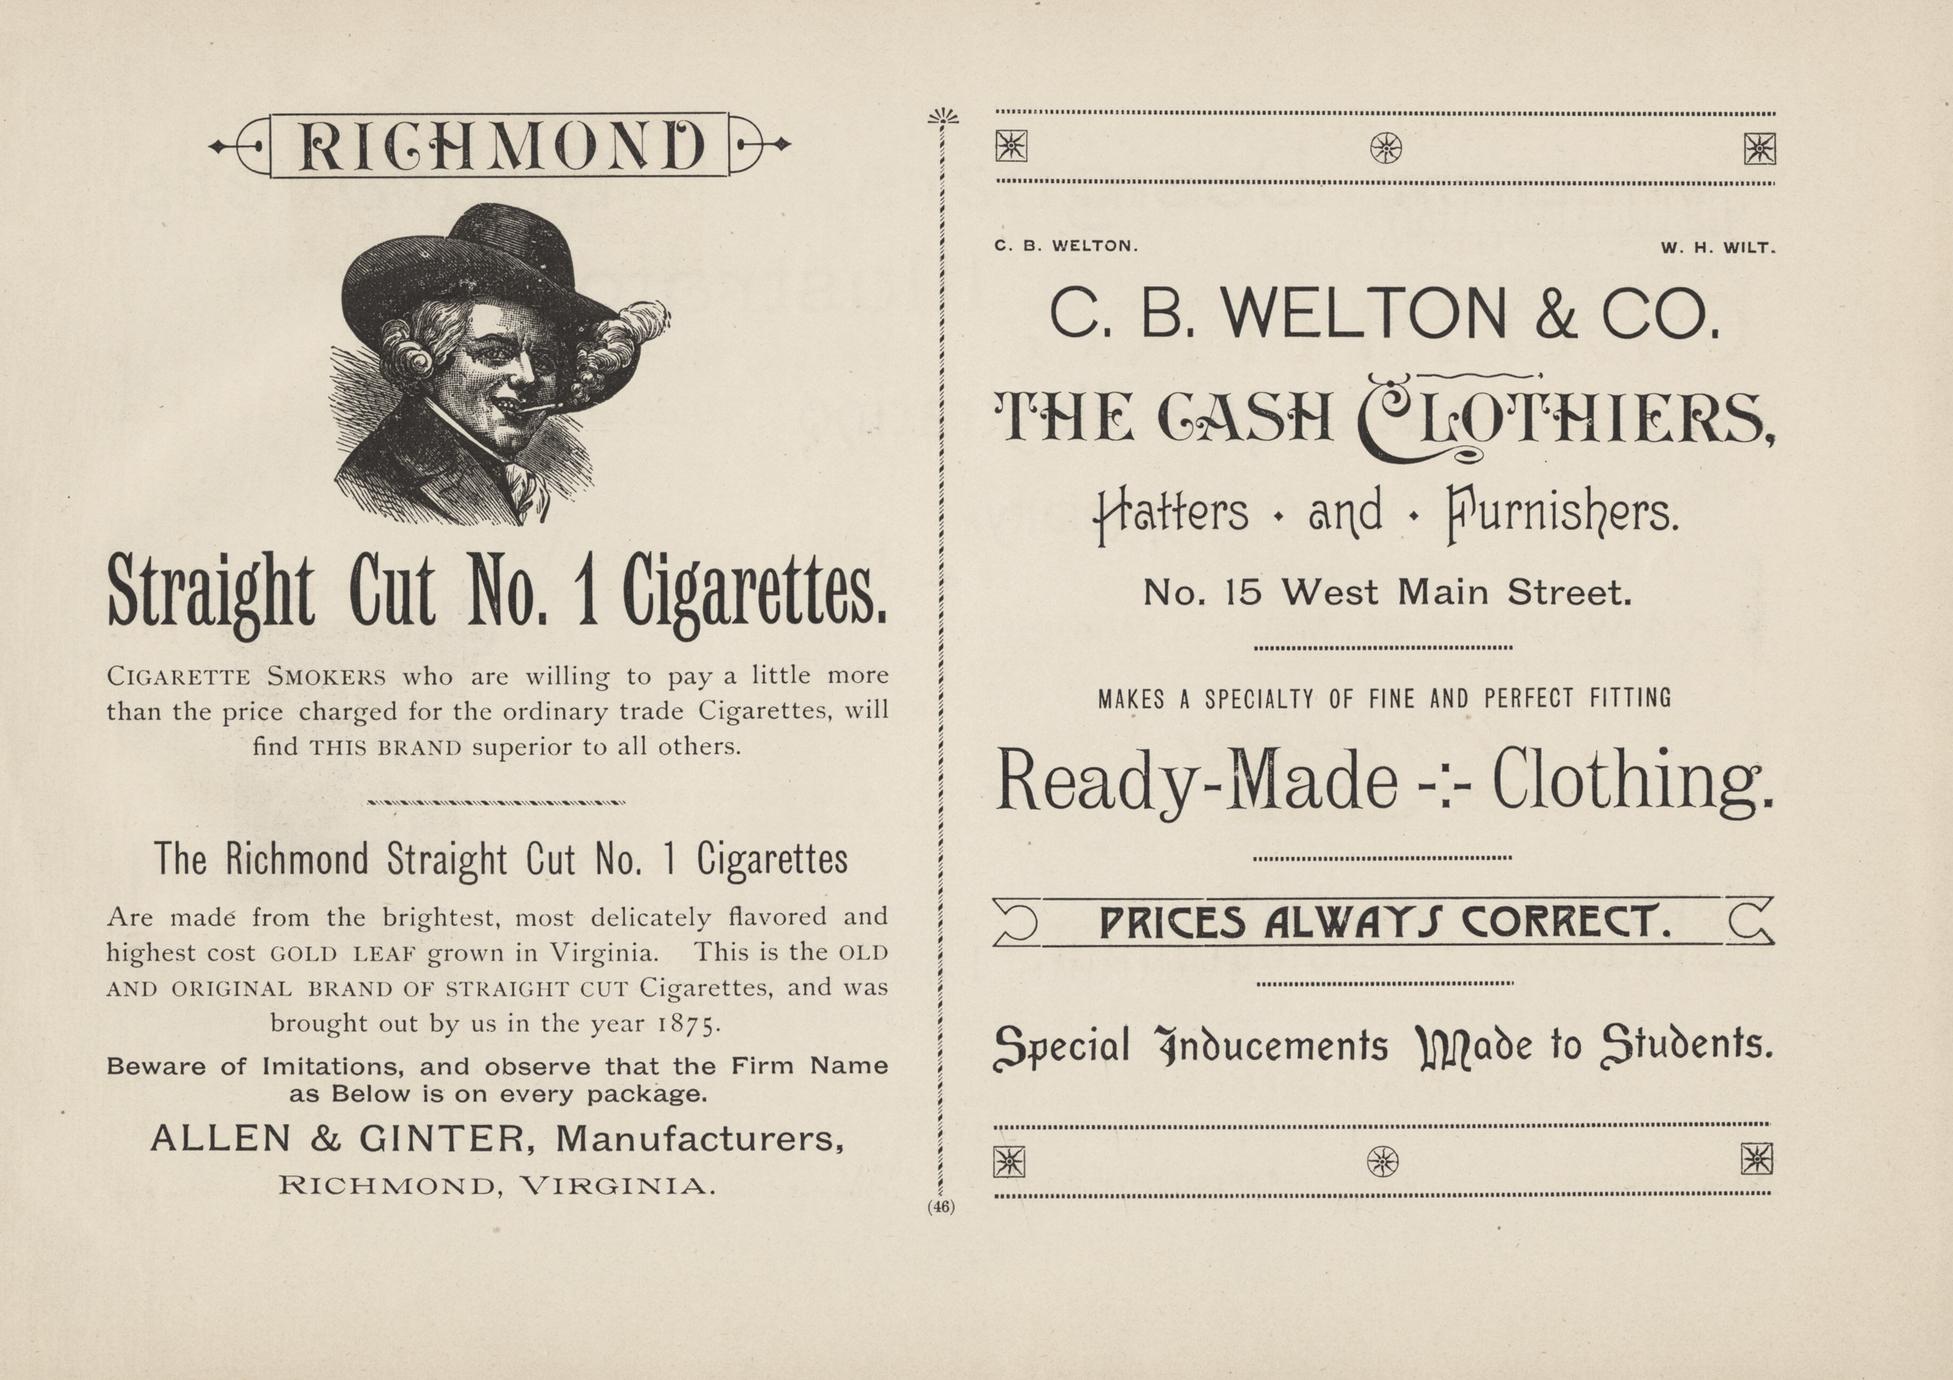 RICHMOND
Straight Cut No. 1 Cigarettes.
CIGARETTE SMOKERS who are willing to pay a little more
than the price charged for the ordinary trade Cigarettes, will
find THIS BRAND superior to all others.
The Richmond Straight Cut No. 1 Cigarettes
Are made from the brightest, most delicately flavored and
highest cost GOLD LEAF grown in Virginia. This is the OLD
AND ORIGINAL BRAND OF STRAIGHT CUT Cigarettes, and was
brought out by us in the year 1875.
Beware of Imitations, and observe that the Firm Name
as Below is on every package.
ALLEN & GINTER, Manufacturers,
RICHMOND, VIRGINIA.
(46)
C. B. WELTON. W. H. WILT.
C. B. WELTON & CO.
THE CASH CLOTHIERS,
Hatters · and · Furnishers.
No. 15 West Main Street.
MAKES A SPECIALTY OF FINE AND PERFECT FITTING
Ready-Made -:- Clothing.
PRICES ALWAYS CORRECT.
Special Inducements Made to Students.